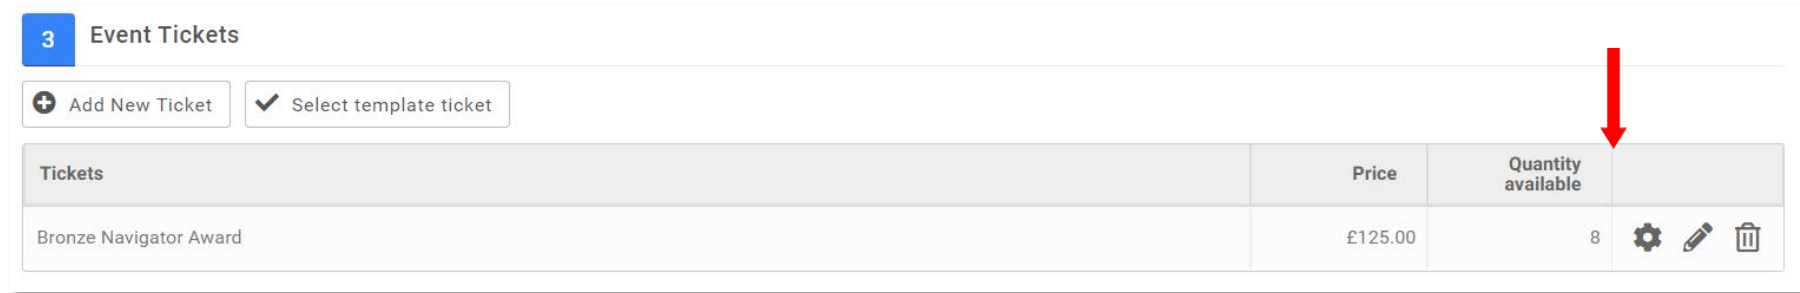 3 Event Tickets
Add New Ticket Select template ticket
Tickets Price Quantity
available
Bronze Navigator Award £125.00 8